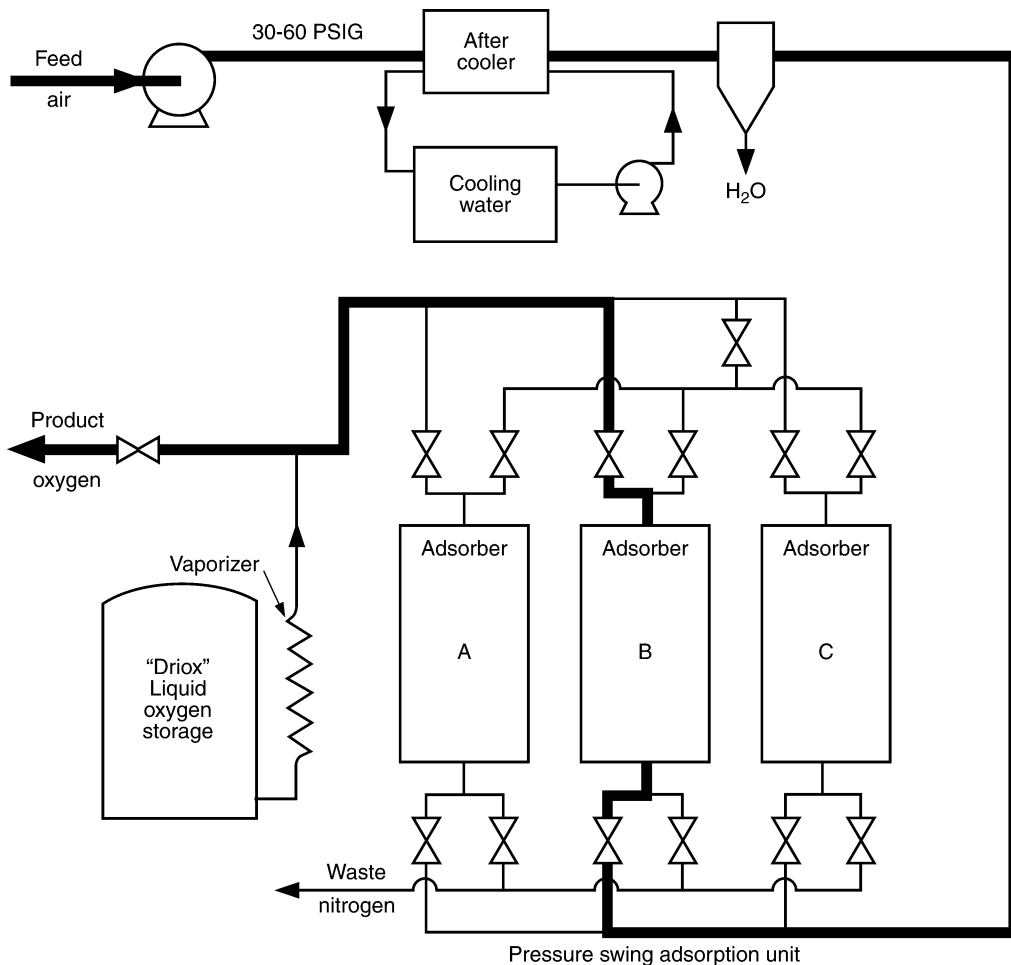 Feed
air
30-60 PSIG
After
cooler
Cooling
water
H₂O
Product
oxygen
Vaporizer
“Driox”
Liquid
oxygen
storage
Adsorber
A
Adsorber
B
Adsorber
C
Waste
nitrogen
Pressure swing adsorption unit